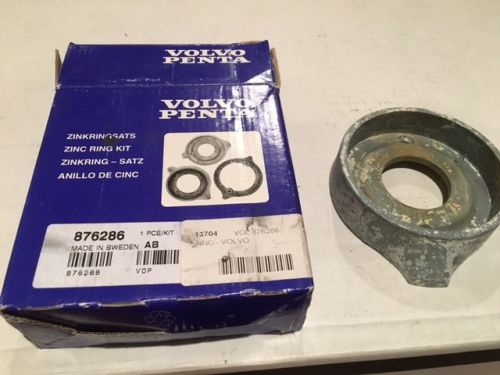 VOLVO
PENTA
VOLVO
PENTA
ZINKRINGSATS
ZINC RING KIT
ZINKRING – SATZ
ANILLO DE CINC
876286 1 PCE/KIT
MADE IN SWEDEN AB
876286 VOP
13704 VOL 876286
ZINC - VOLVO